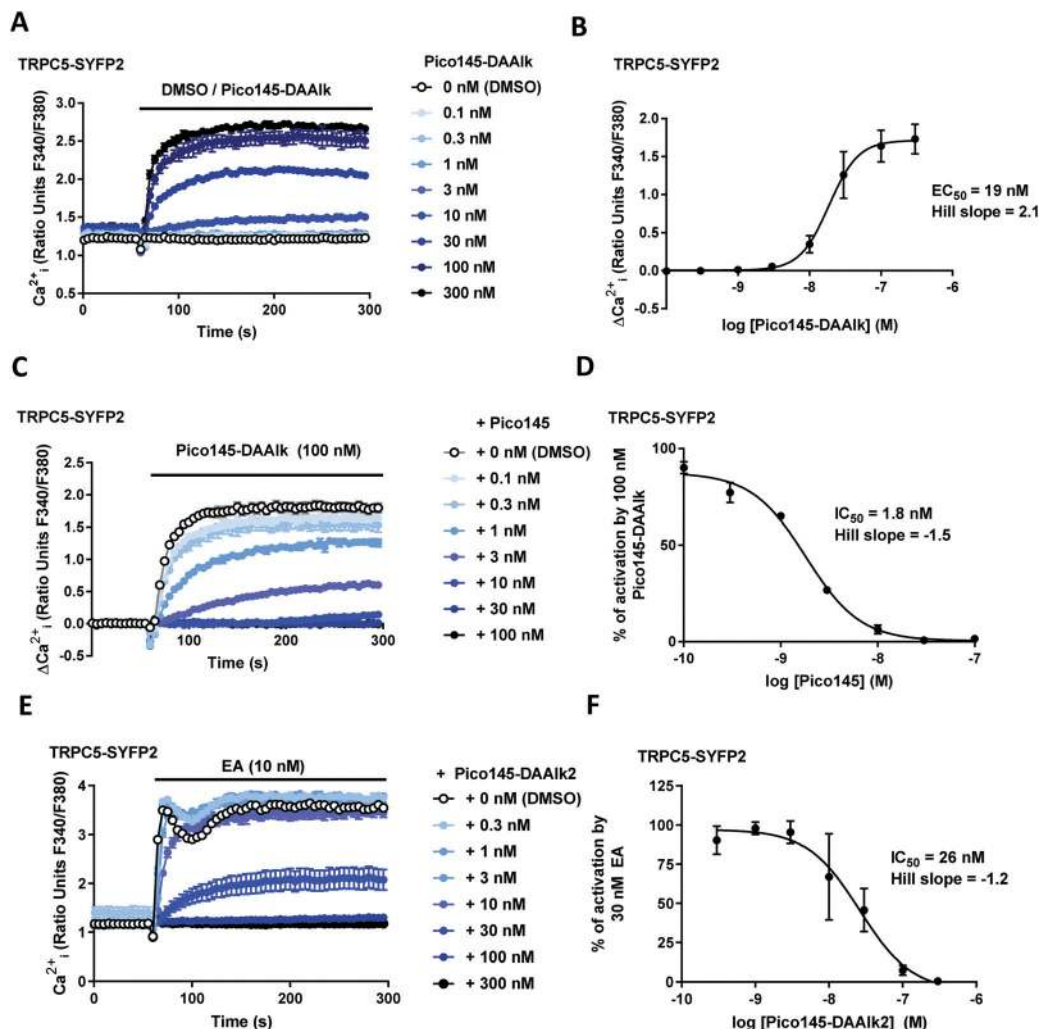 A
TRPC5-SYFP2
DMSO / Pico145-DAAlk
Ca2+i (Ratio Units F340/F380)
3.0
2.5
2.0
1.5
1.0
0.5
0
100
200
300
Time (s)
Pico145-DAAlk
0 nM (DMSO)
0.1 nM
0.3 nM
1 nM
3 nM
10 nM
30 nM
100 nM
300 nM
B
TRPC5-SYFP2
ΔCa2+i (Ratio Units F340/F380)
2.0
1.5
1.0
0.5
0.0
-0.5
-9
-8
-7
-6
EC50 = 19 nM
Hill slope = 2.1
log [Pico145-DAAlk] (M)
C
TRPC5-SYFP2
Pico145-DAAlk (100 nM)
ΔCa2+i (Ratio Units F340/F380)
2.5
2.0
1.5
1.0
0.5
0.0
-0.5
100
200
300
Time (s)
+ Pico145
+ 0 nM (DMSO)
+ 0.1 nM
+ 0.3 nM
+ 1 nM
+ 3 nM
+ 10 nM
+ 30 nM
+ 100 nM
D
TRPC5-SYFP2
% of activation by 100 nM
Pico145-DAAlk
100
50
0
-10
-9
-8
-7
IC50 = 1.8 nM
Hill slope = -1.5
log [Pico145] (M)
E
TRPC5-SYFP2
EA (10 nM)
Ca2+i (Ratio Units F340/F380)
4
3
2
1
0
0
100
200
300
Time (s)
+ Pico145-DAAlk2
+ 0 nM (DMSO)
+ 0.3 nM
+ 1 nM
+ 3 nM
+ 10 nM
+ 30 nM
+ 100 nM
+ 300 nM
F
TRPC5-SYFP2
% of activation by
30 nM EA
125
100
75
50
25
0
-10
-9
-8
-7
-6
IC50 = 26 nM
Hill slope = -1.2
log [Pico145-DAAlk2] (M)